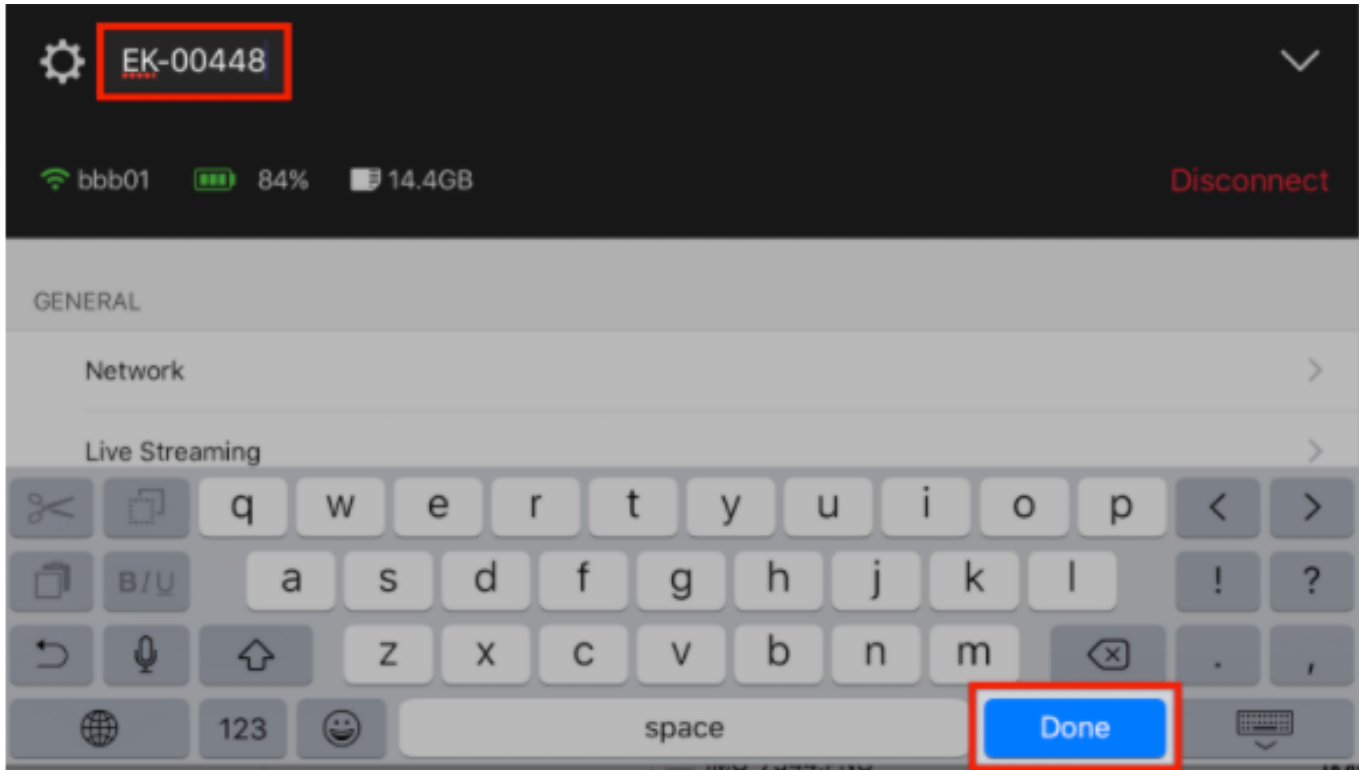 EK-00448
bbb01 84% 14.4GB Disconnect
GENERAL
Network
Live Streaming
q w e r t y u i o p < >
B/U a s d f g h j k l ! ?
z x c v b n m . ,
123 space Done